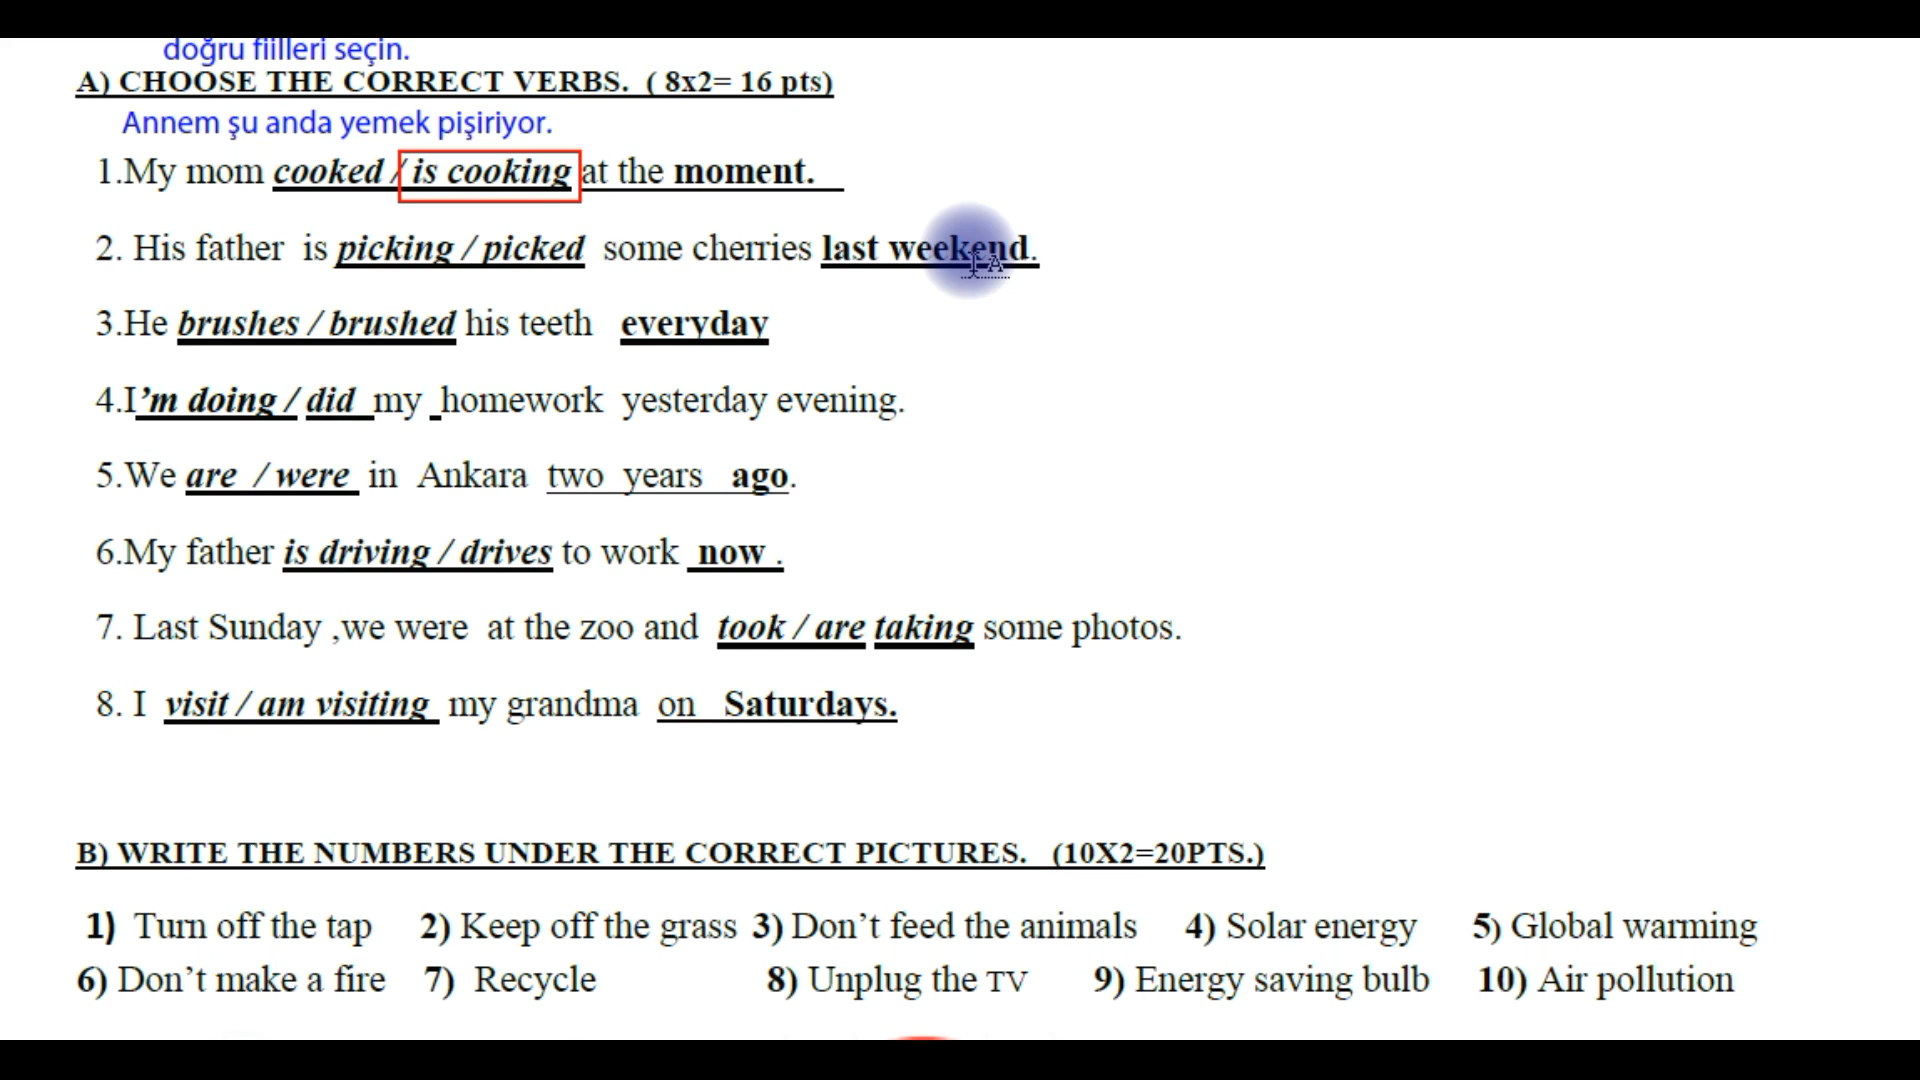 doğru fiilleri seçin.
A) CHOOSE THE CORRECT VERBS. ( 8x2= 16 pts)
Annem şu anda yemek pişiriyor.
1.My mom cooked / is cooking at the moment.
2. His father is picking / picked some cherries last weekend.
3.He brushes / brushed his teeth everyday
4.I’m doing / did my homework yesterday evening.
5.We are / were in Ankara two years ago.
6.My father is driving / drives to work now .
7. Last Sunday ,we were at the zoo and took / are taking some photos.
8. I visit / am visiting my grandma on Saturdays.
B) WRITE THE NUMBERS UNDER THE CORRECT PICTURES. (10X2=20PTS.)
1) Turn off the tap 2) Keep off the grass 3) Don’t feed the animals 4) Solar energy 5) Global warming
6) Don’t make a fire 7) Recycle 8) Unplug the TV 9) Energy saving bulb 10) Air pollution